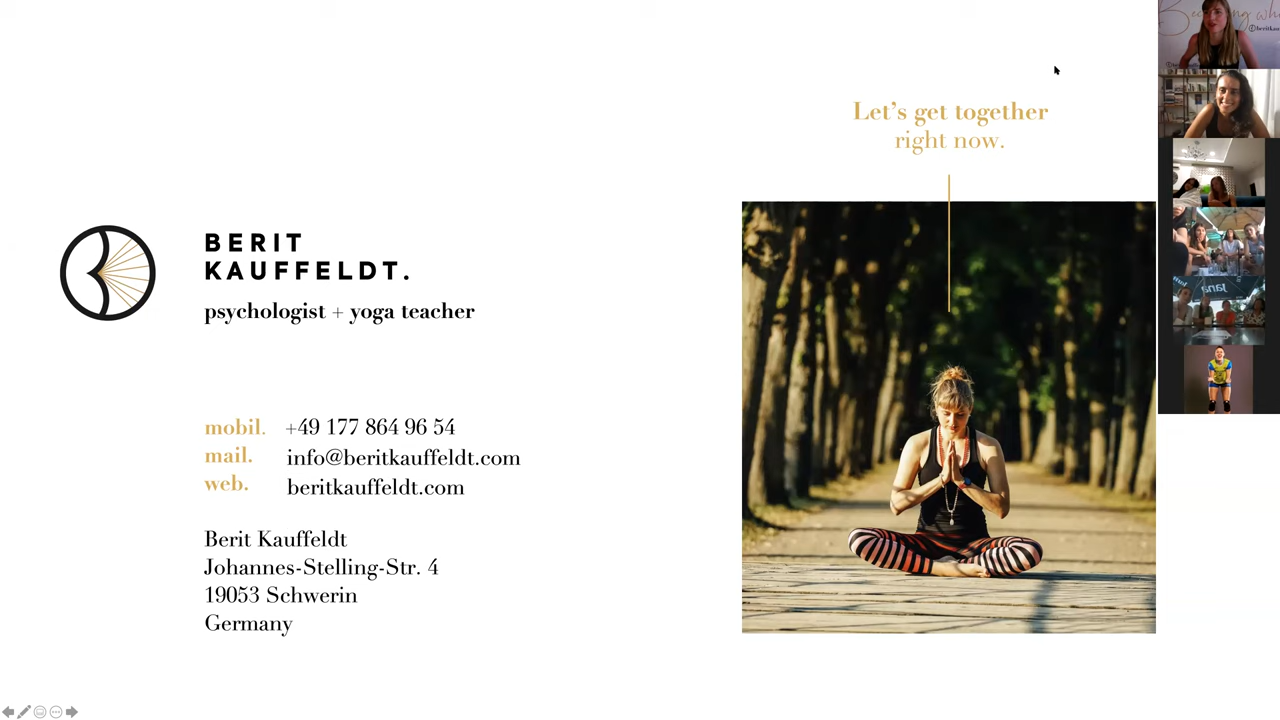 Let's get together
right now.
BERIT
KAUFFELDT.
psychologist + yoga teacher
mobil. +49 177 864 96 54
mail. info@beritkauffeldt.com
web. beritkauffeldt.com
Berit Kauffeldt
Johannes-Stelling-Str. 4
19053 Schwerin
Germany
Jana